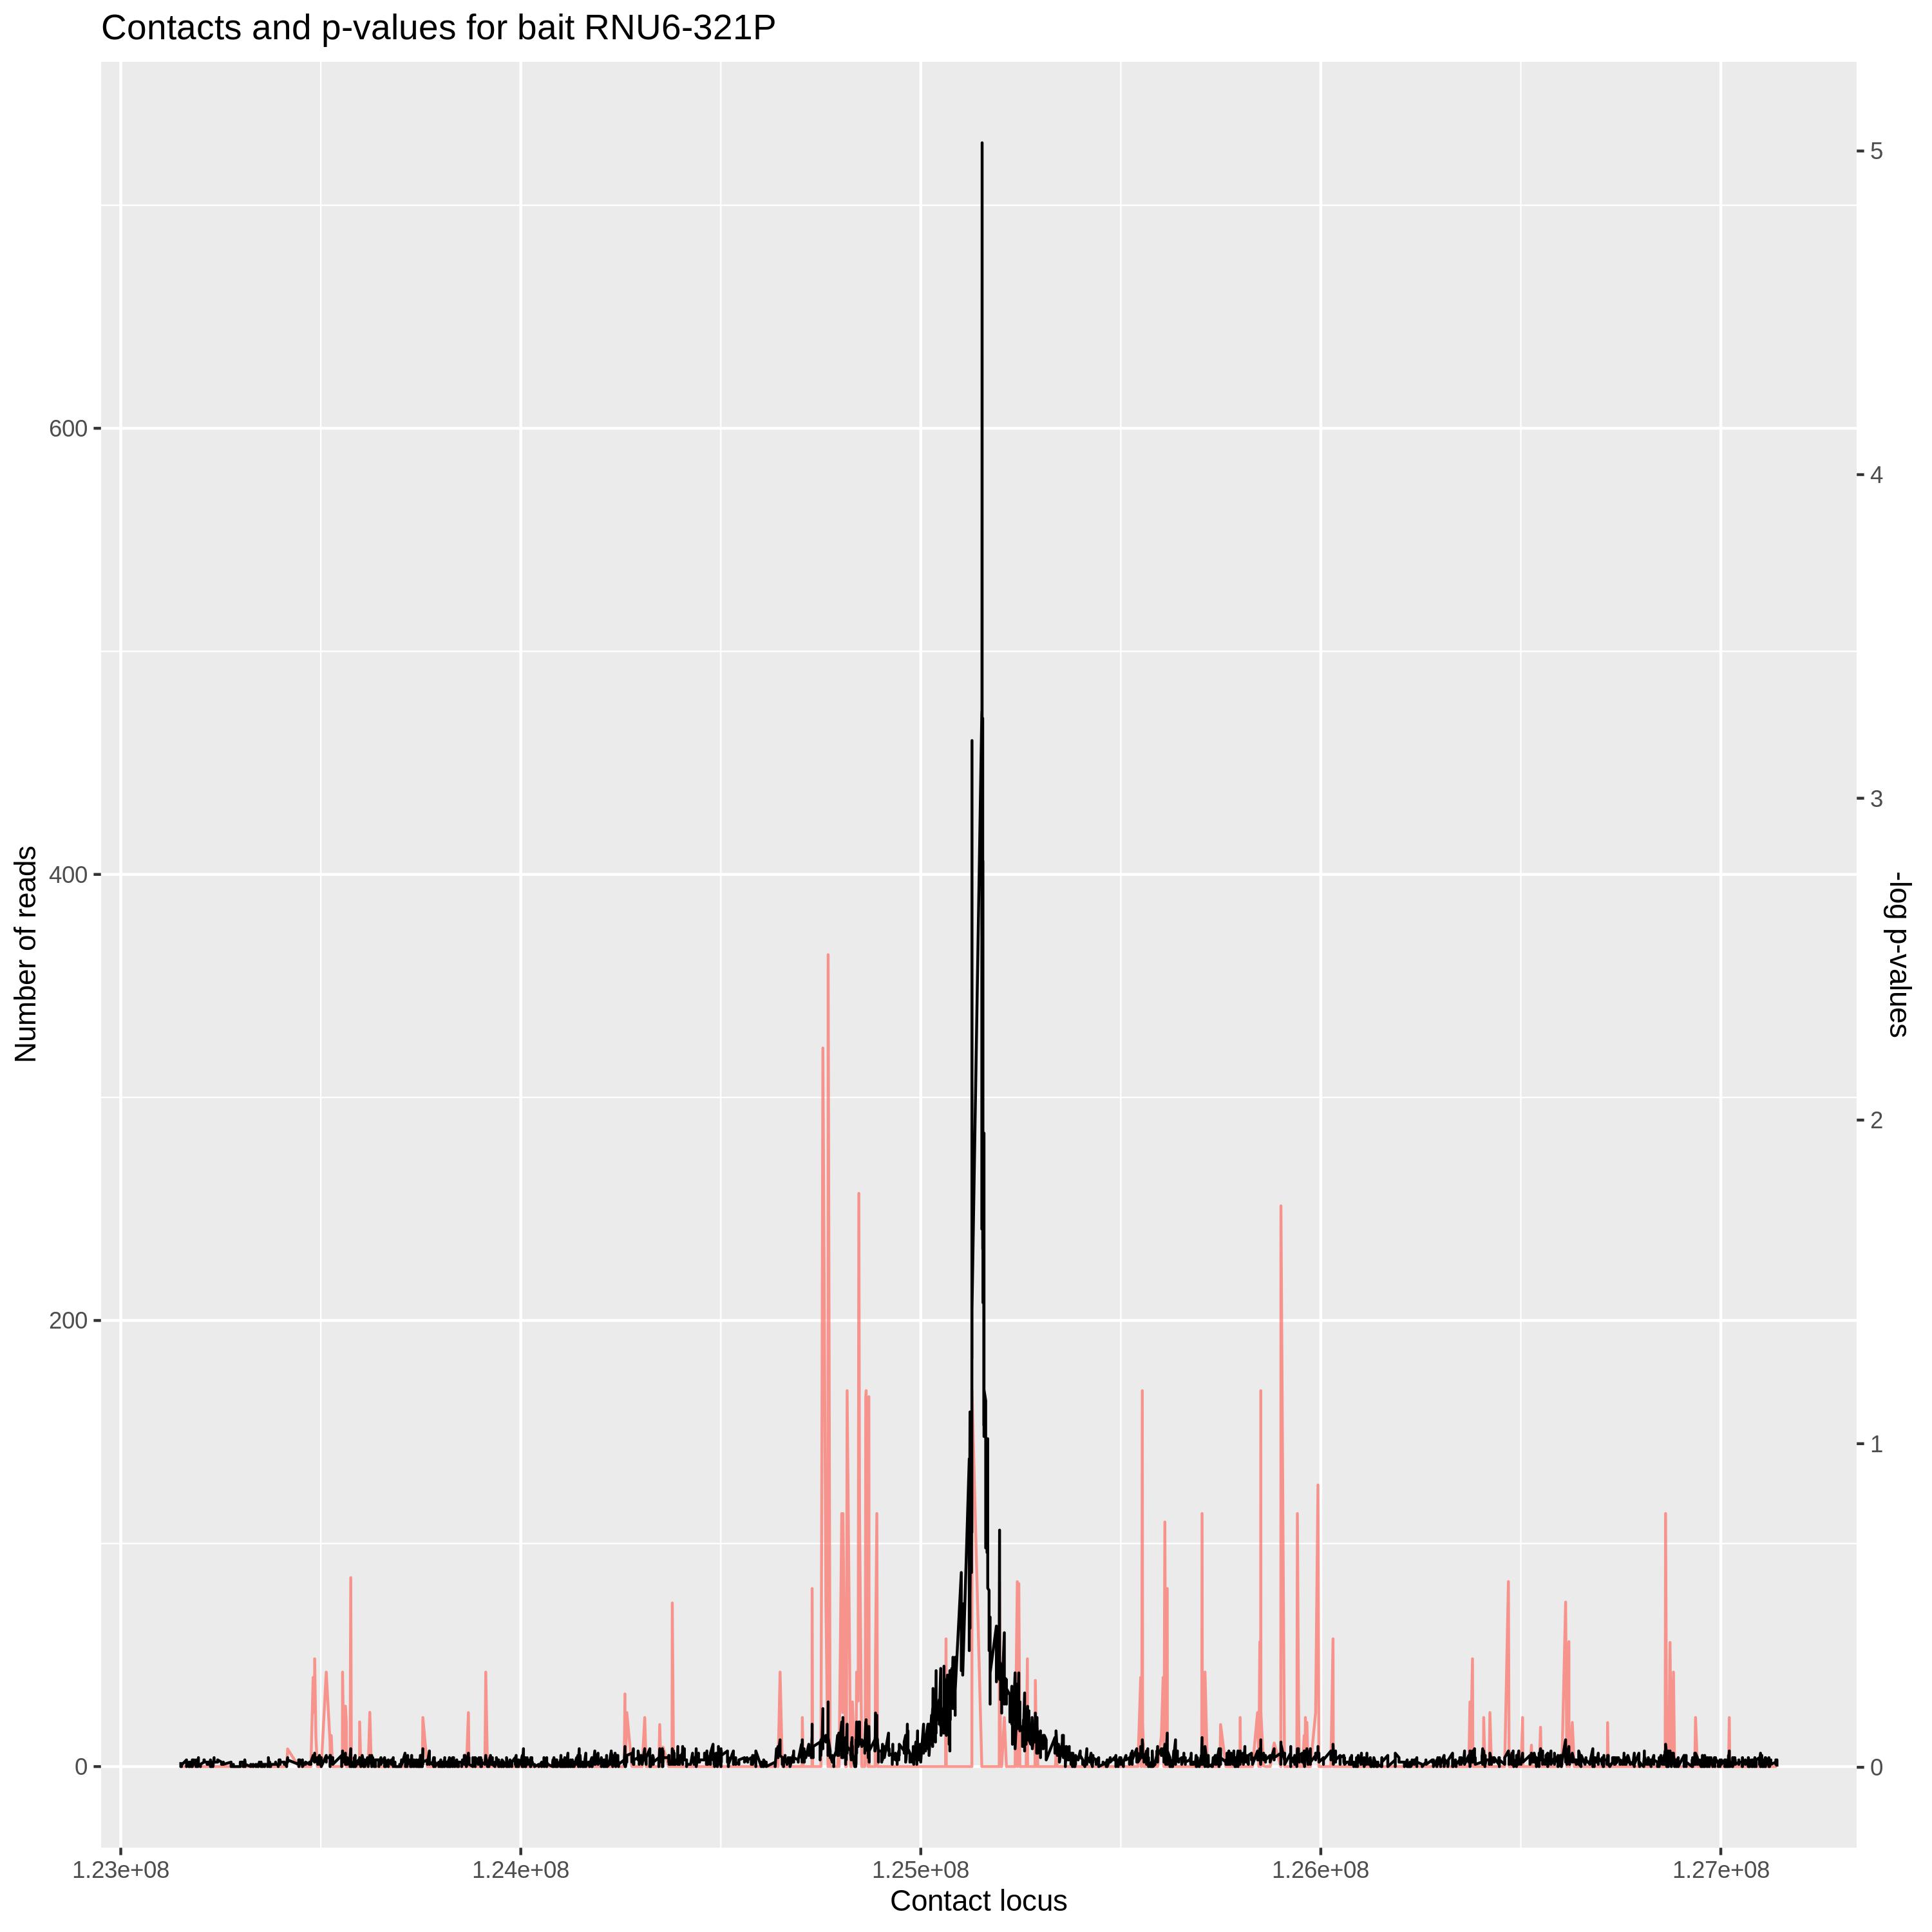 Contacts and p-values for bait RNU6-321P
Number of reads
600
400
200
0
5
4
3
2
1
0
-log p-values
1.23e+08
1.24e+08
1.25e+08
1.26e+08
1.27e+08
Contact locus